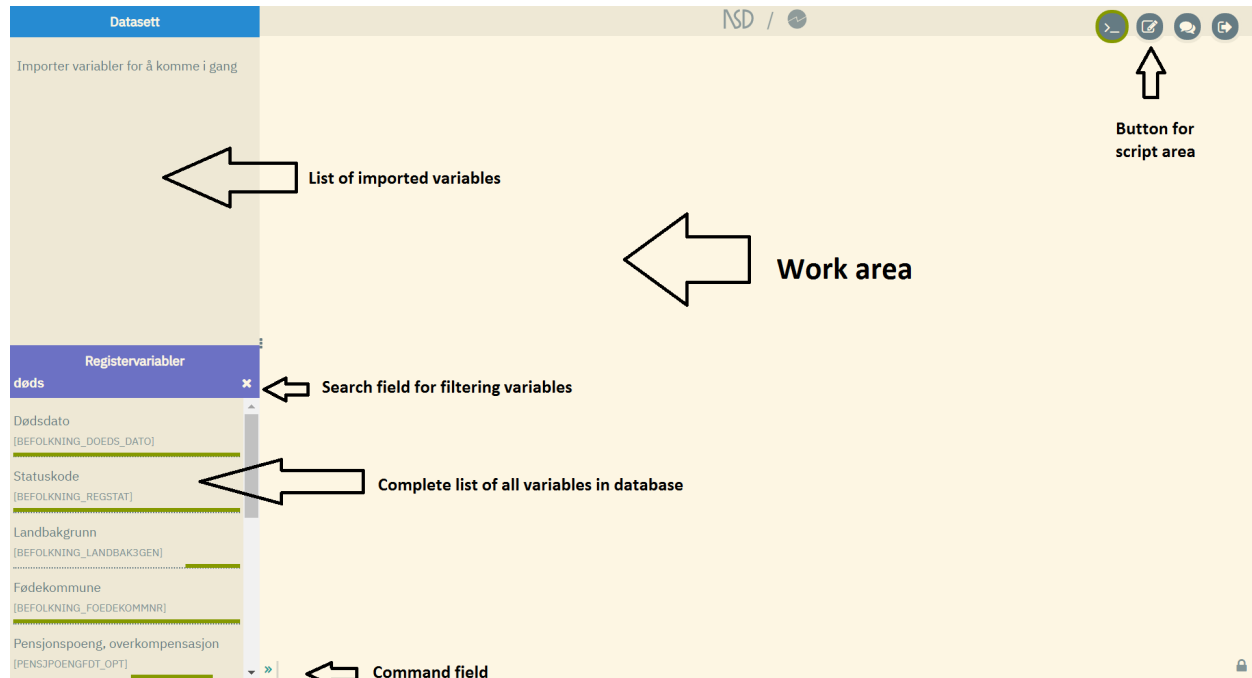 Datasett
NSD /
Importer variabler for å komme i gang
Button for
script area
List of imported variables
Work area
Registervariabler
døds
Search field for filtering variables
Dødsdato
[BEFOLKNING_DOEDS_DATO]
Statuskode
[BEFOLKNING_REGSTAT]
Complete list of all variables in database
Landbakgrunn
[BEFOLKNING_LANDBAK3GEN]
Fødekommune
[BEFOLKNING_FOEDEKOMMNR]
Pensjonspoeng, overkompensasjon
[PENSJPOENGFDT_OPT]
»
Command field